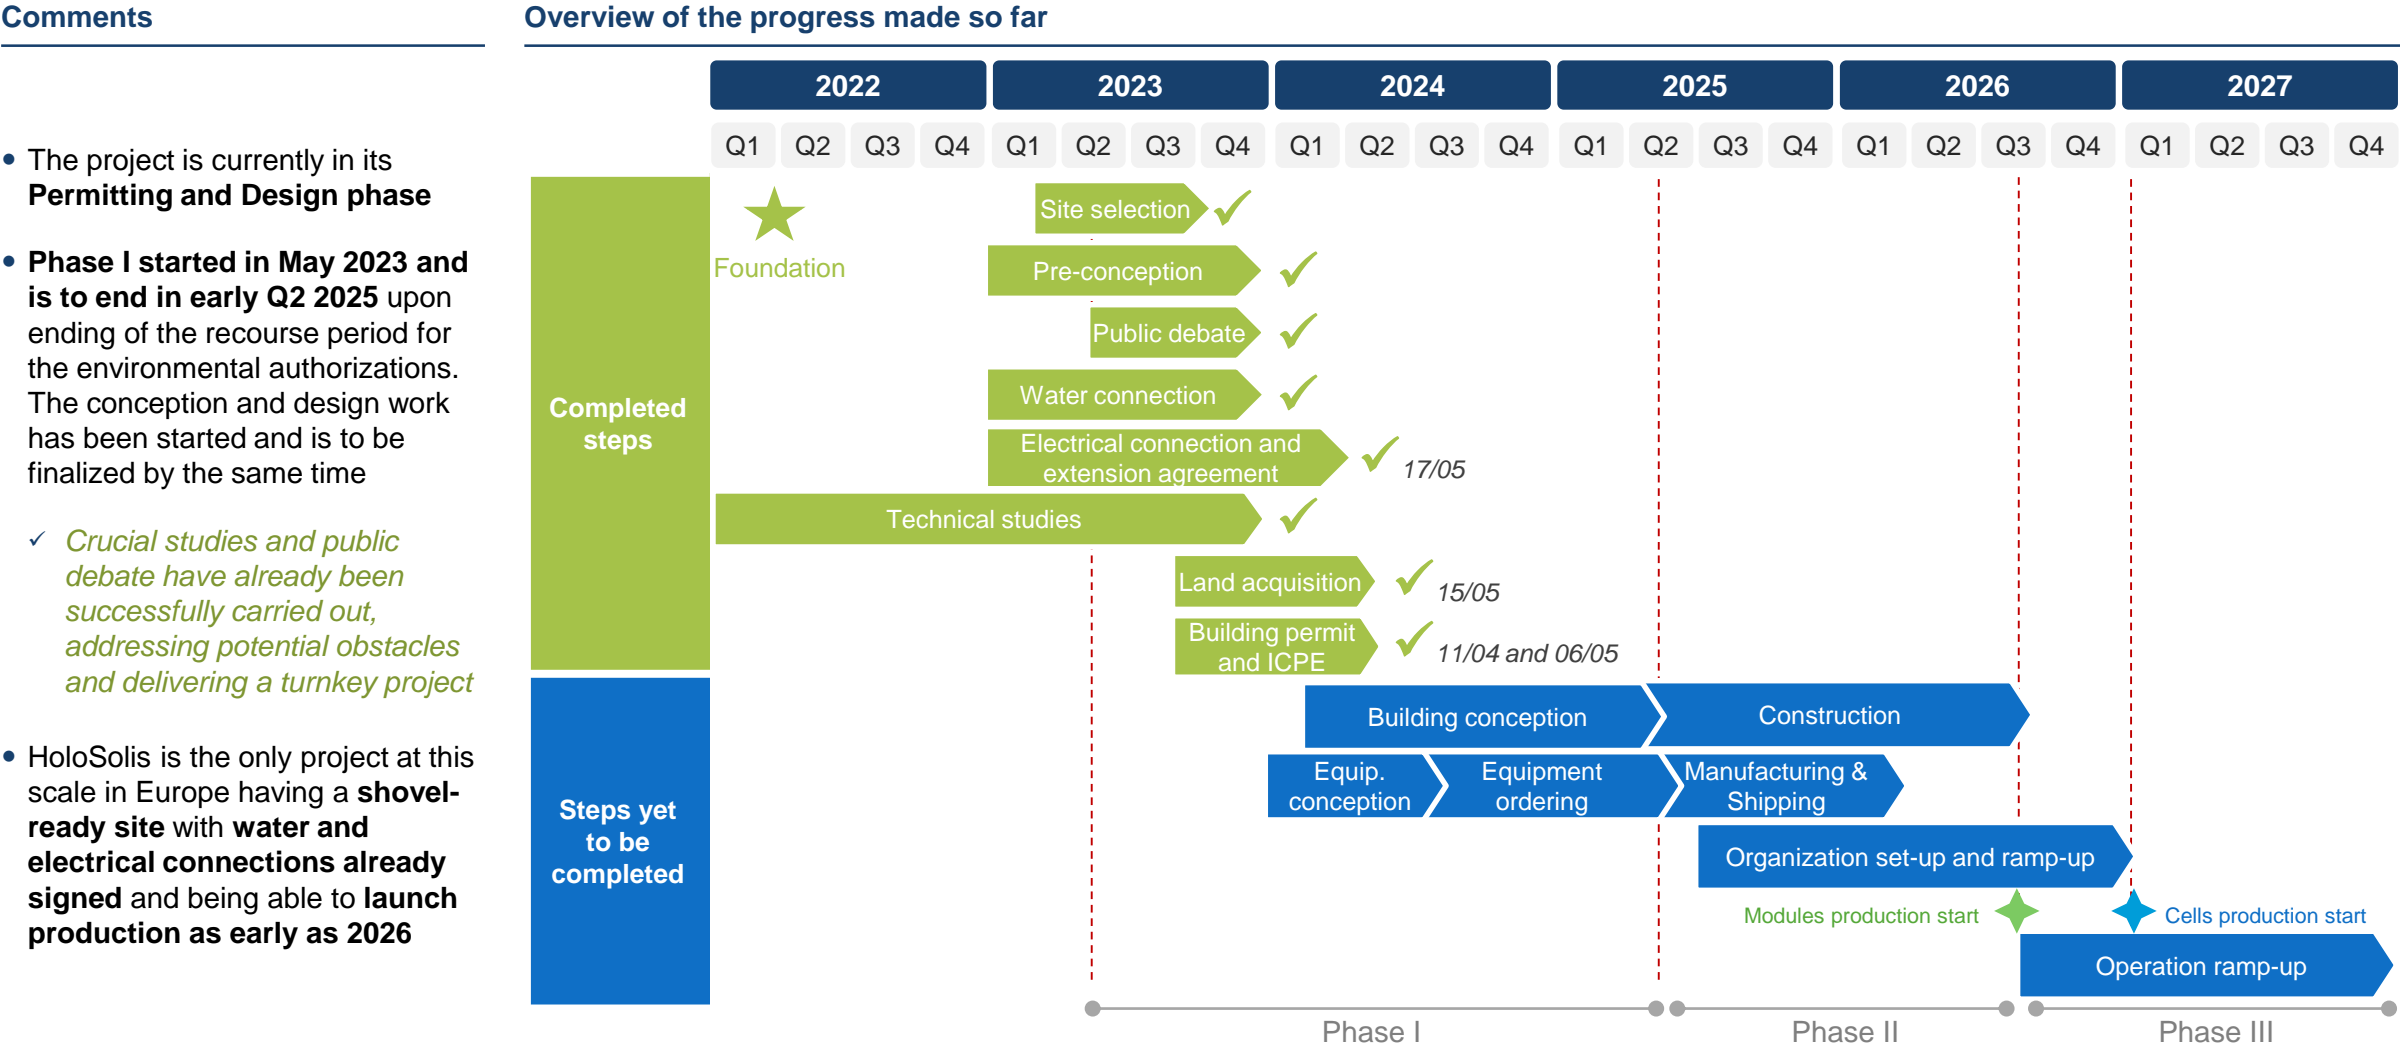 Comments
The project is currently in its
Permitting and Design phase
Phase I started in May 2023 and
is to end in early Q2 2025 upon
ending of the recourse period for
the environmental authorizations.
The conception and design work
has been started and is to be
finalized by the same time
Crucial studies and public
debate have already been
successfully carried out,
addressing potential obstacles
and delivering a turnkey project
HoloSolis is the only project at this
scale in Europe having a shovel-
ready site with water and
electrical connections already
signed and being able to launch
production as early as 2026
Overview of the progress made so far
2022 2023 2024 2025 2026 2027
Q1 Q2 Q3 Q4 Q1 Q2 Q3 Q4 Q1 Q2 Q3 Q4 Q1 Q2 Q3 Q4 Q1 Q2 Q3 Q4 Q1 Q2 Q3 Q4
Completed
steps
Foundation
Site selection
Pre-conception
Public debate
Water connection
Electrical connection and
extension agreement
17/05
Technical studies
Land acquisition
15/05
Building permit
and ICPE
11/04 and 06/05
Steps yet
to be
completed
Building conception
Construction
Equip.
conception
Equipment
ordering
Manufacturing &
Shipping
Organization set-up and ramp-up
Modules production start
Cells production start
Operation ramp-up
Phase I
Phase II
Phase III